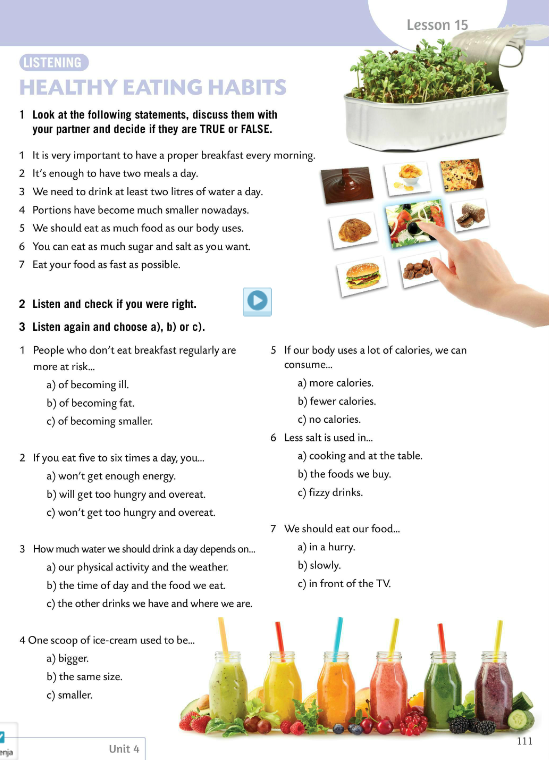 Lesson 15
LISTENING
HEALTHY EATING HABITS
1 Look at the following statements, discuss them with
your partner and decide if they are TRUE or FALSE.
1 It is very important to have a proper breakfast every morning.
2 It's enough to have two meals a day.
3 We need to drink at least two litres of water a day.
4 Portions have become much smaller nowadays.
5 We should eat as much food as our body uses.
6 You can eat as much sugar and salt as you want.
7 Eat your food as fast as possible.
2 Listen and check if you were right.
3 Listen again and choose a), b) or c).
1 People who don't eat breakfast regularly are
more at risk...
a) of becoming ill.
b) of becoming fat.
c) of becoming smaller.
2 If you eat five to six times a day, you...
a) won't get enough energy.
b) will get too hungry and overeat.
c) won't get too hungry and overeat.
3 How much water we should drink a day depends on...
a) our physical activity and the weather.
b) the time of day and the food we eat.
c) the other drinks we have and where we are.
4 One scoop of ice-cream used to be...
a) bigger.
b) the same size.
c) smaller.
5 If our body uses a lot of calories, we can
consume...
a) more calories.
b) fewer calories.
c) no calories.
6 Less salt is used in...
a) cooking and at the table.
b) the foods we buy.
c) fizzy drinks.
7 We should eat our food...
a) in a hurry.
b) slowly.
c) in front of the TV.
enja
Unit 4
111